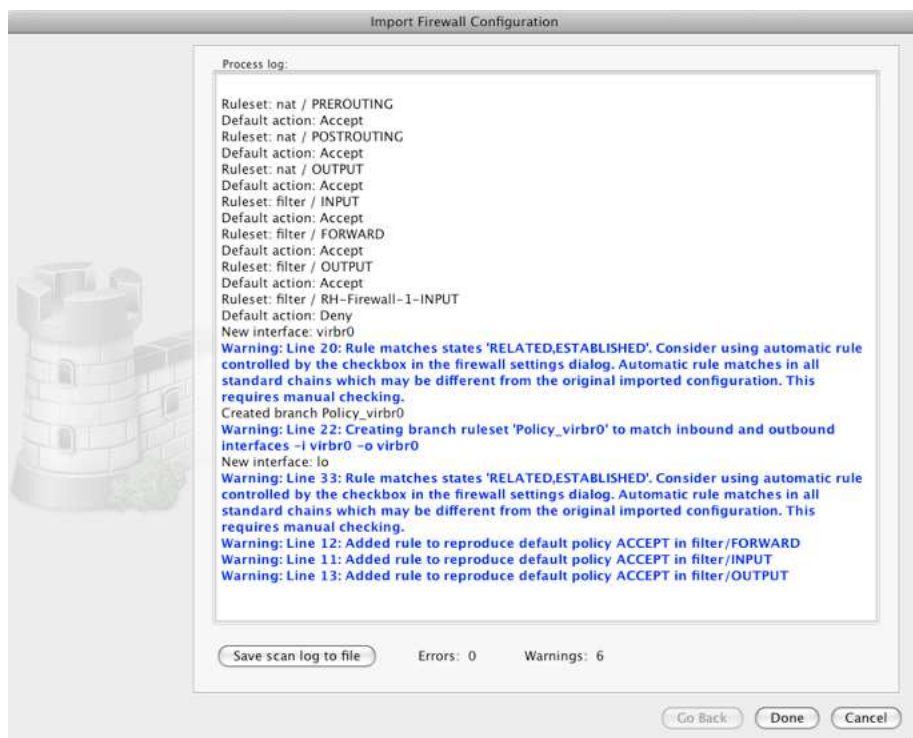 Import Firewall Configuration
Process log:
Ruleset: nat / PREROUTING
Default action: Accept
Ruleset: nat / POSTROUTING
Default action: Accept
Ruleset: nat / OUTPUT
Default action: Accept
Ruleset: filter / INPUT
Default action: Accept
Ruleset: filter / FORWARD
Default action: Accept
Ruleset: filter / OUTPUT
Default action: Accept
Ruleset: filter / RH-Firewall-1-INPUT
Default action: Deny
New interface: virbr0
Warning: Line 20: Rule matches states 'RELATED,ESTABLISHED'. Consider using automatic rule
controlled by the checkbox in the firewall settings dialog. Automatic rule matches in all
standard chains which may be different from the original imported configuration. This
requires manual checking.
Created branch Policy_virbr0
Warning: Line 22: Creating branch ruleset 'Policy_virbr0' to match inbound and outbound
interfaces -i virbr0 -o virbr0
New interface: lo
Warning: Line 33: Rule matches states 'RELATED,ESTABLISHED'. Consider using automatic rule
controlled by the checkbox in the firewall settings dialog. Automatic rule matches in all
standard chains which may be different from the original imported configuration. This
requires manual checking.
Warning: Line 12: Added rule to reproduce default policy ACCEPT in filter/FORWARD
Warning: Line 11: Added rule to reproduce default policy ACCEPT in filter/INPUT
Warning: Line 13: Added rule to reproduce default policy ACCEPT in filter/OUTPUT
Save scan log to file Errors: 0 Warnings: 6
Go Back Done Cancel